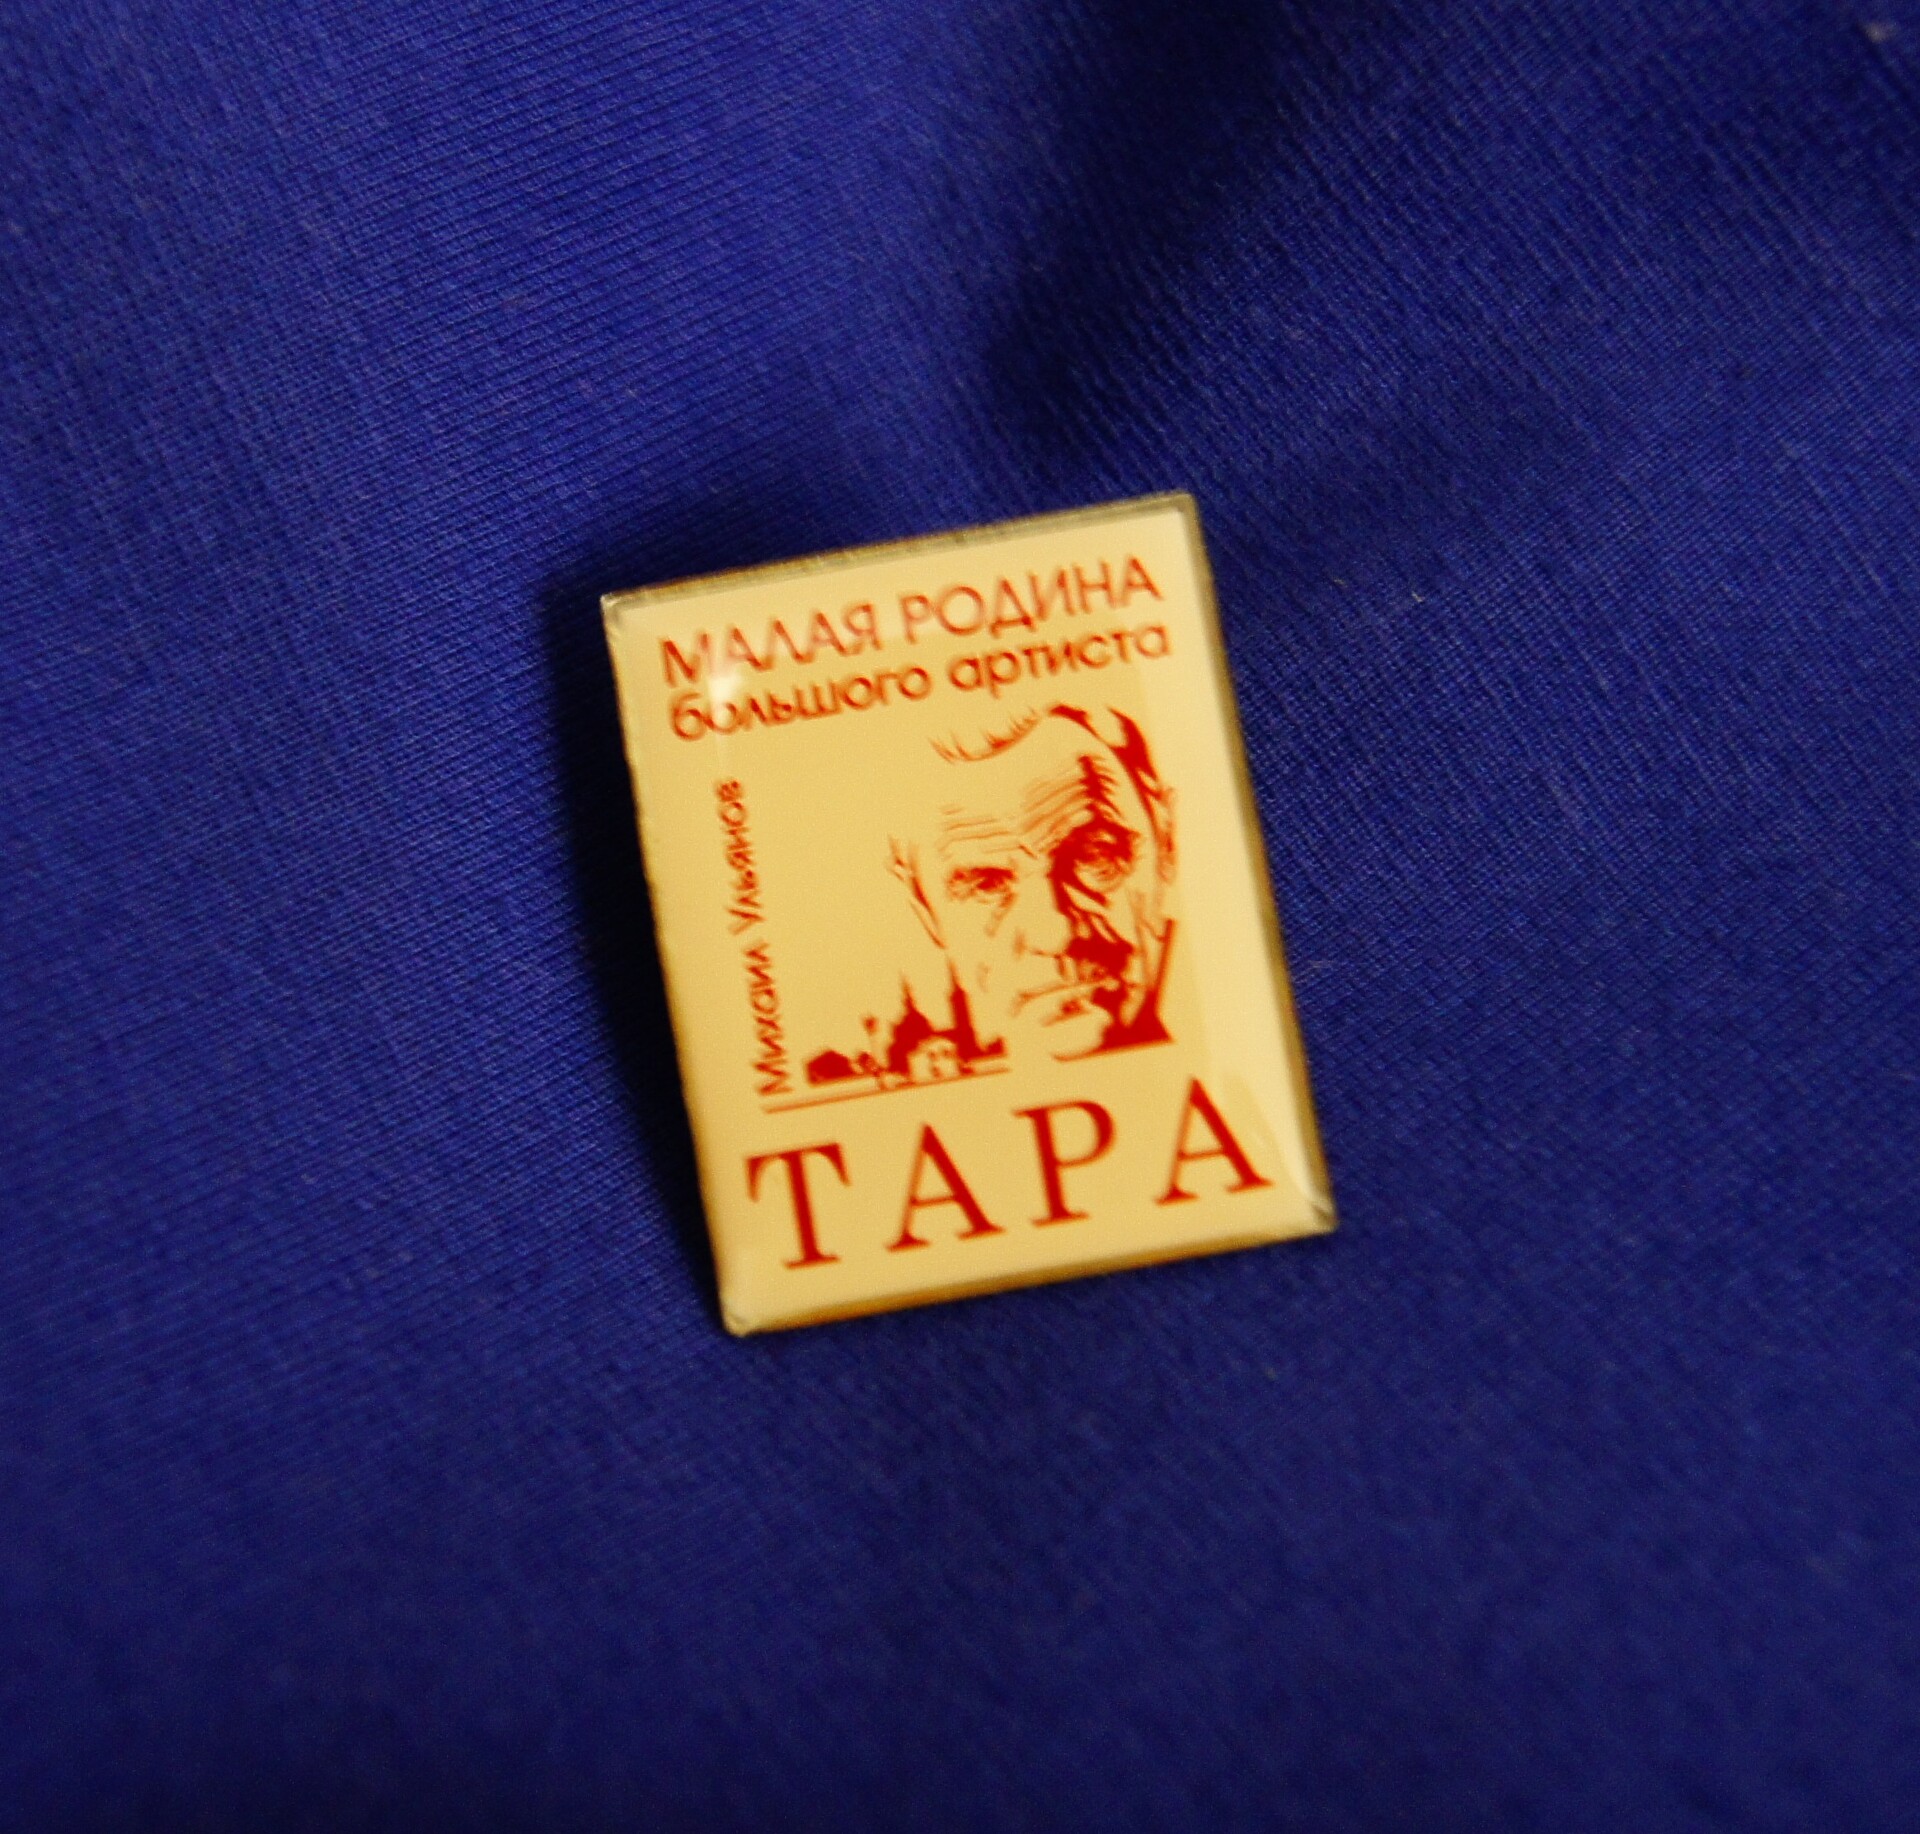 МАЛАЯ РОДИНА
большого артиста
Михаил Ульянов
ТАРА